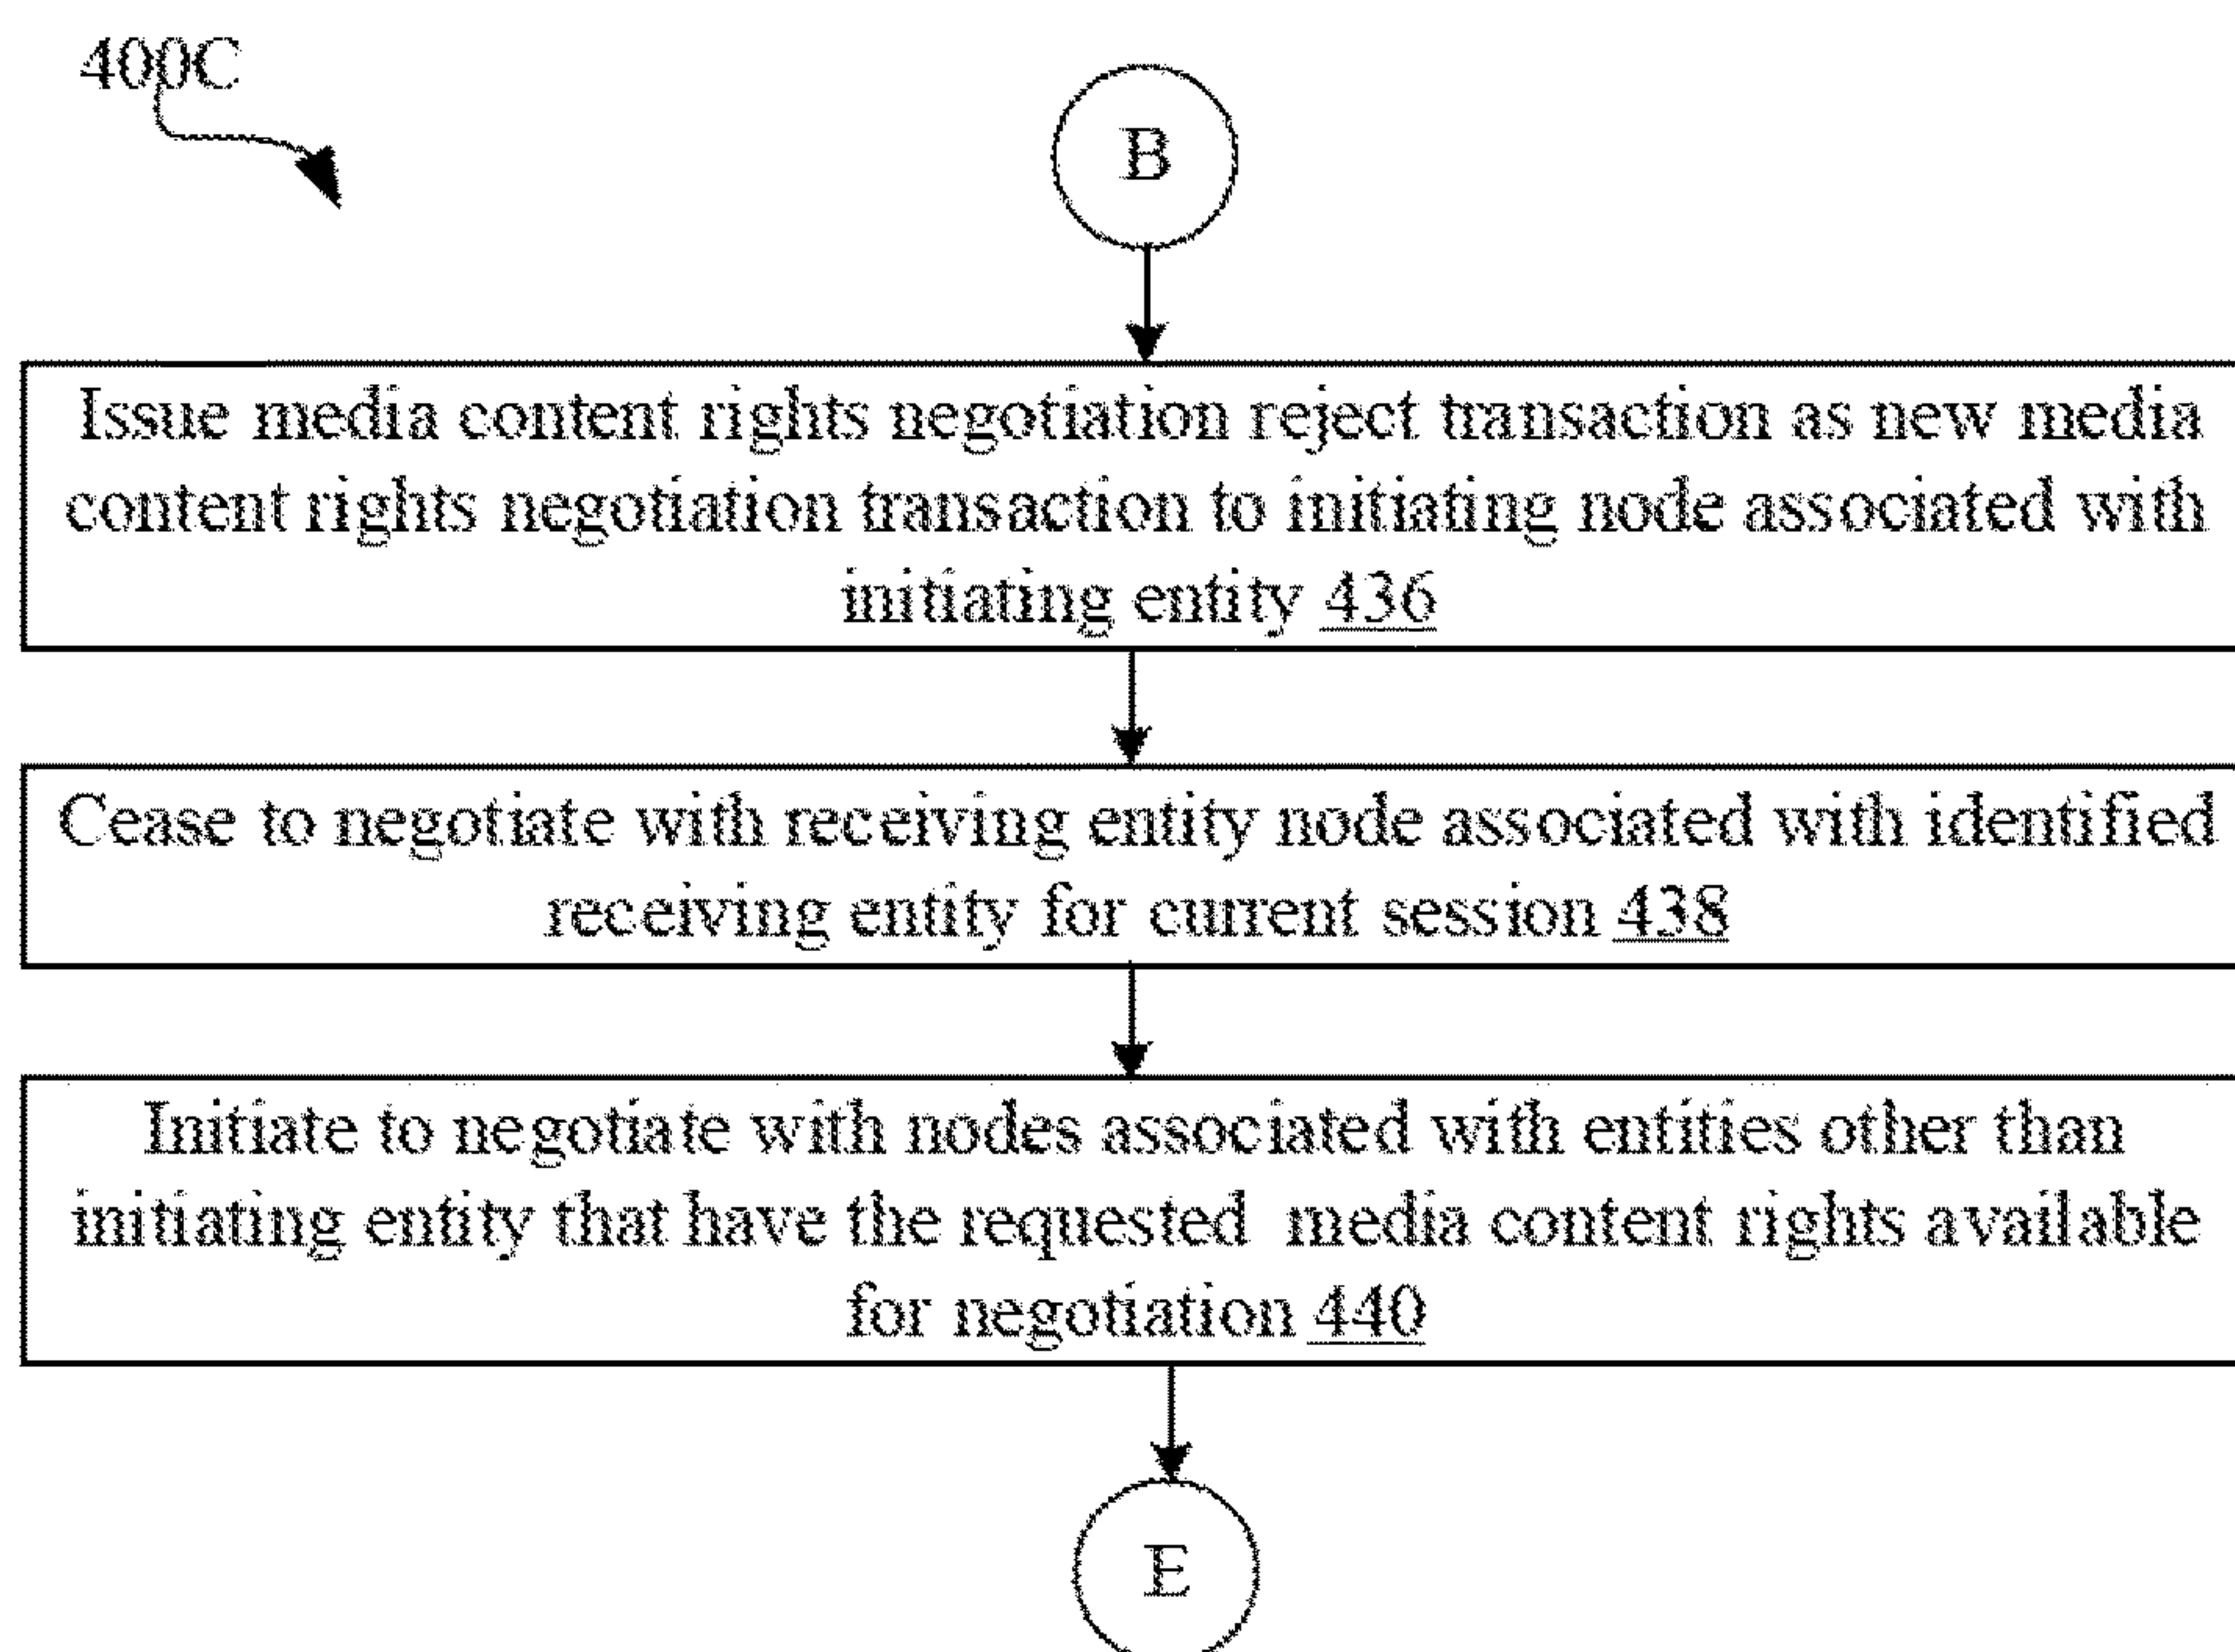 400C
B
Issue media content rights negotiation reject transaction as new media
content rights negotiation transaction to initiating node associated with
initiating entity 436
Cease to negotiate with receiving entity node associated with identified
receiving entity for current session 438
Initiate to negotiate with nodes associated with entities other than
initiating entity that have the requested media content rights available
for negotiation 440
E